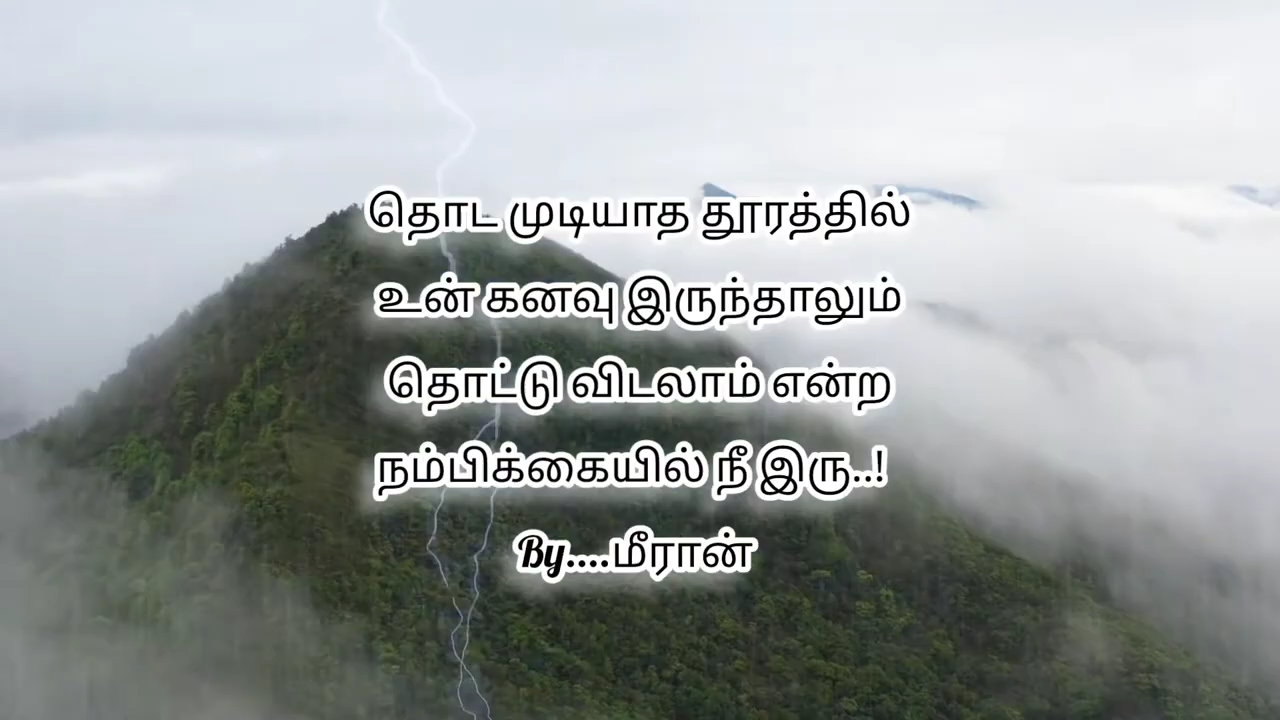 தொட முடியாத தூரத்தில்
உன் கனவு இருந்தாலும்
தொட்டு விடலாம் என்ற
நம்பிக்கையில் நீ இரு..!
By....மீரான்